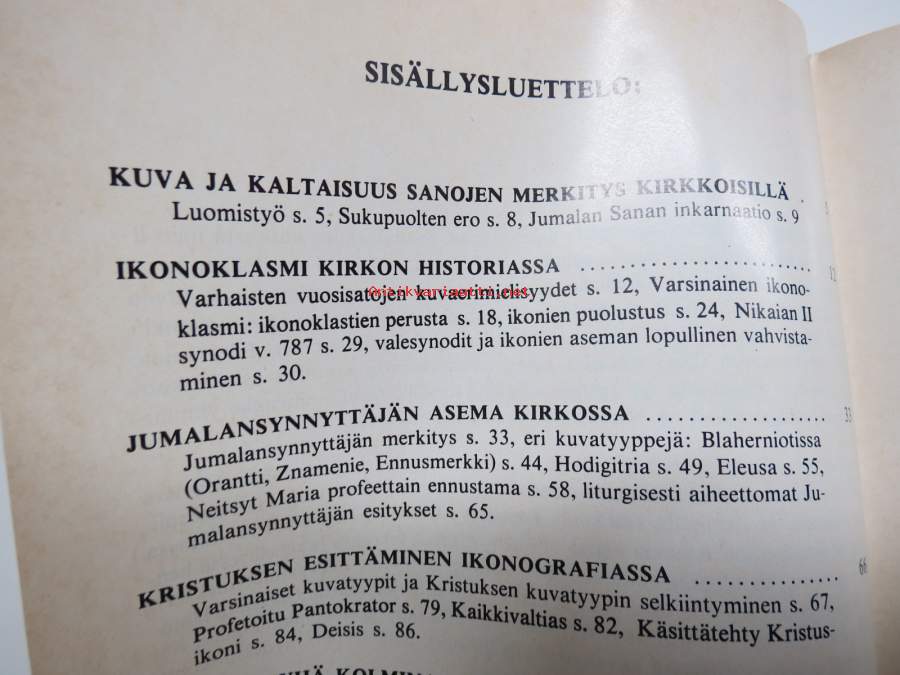 SISÄLLYSLUETTELO:
KUVA JA KALTAISUUS SANOJEN MERKITYS KIRKKOISILLÄ .
Luomistyö s. 5, Sukupuolten ero s. 8, Jumalan Sanan inkarnaatio s. 9
IKONOKLASMI KIRKON HISTORIASSA ............................
Varhaisten vuosisatojen kuvaerimielisyydet s. 12, Varsinainen ikono-
Antikvariaatti.net
klasmi: ikonoklastien perusta s. 18, ikonien puolustus s. 24, Nikaian II
synodi v. 787 s. 29, valesynodit ja ikonien aseman lopullinen vahvista-
minen s. 30.
JUMALANSYNNYTTÄJÄN ASEMA KIRKOSSA .................. 33
Jumalansynnyttäjän merkitys s. 33, eri kuvatyyppejä: Blaherniotissa
(Orantti, Znamenie, Ennusmerkki) s. 44, Hodigitria s. 49, Eleusa s. 55,
Neitsyt Maria profeettain ennustama s. 58, liturgisesti aiheettomat Ju-
malansynnyttäjän esitykset s. 65.
KRISTUKSEN ESITTÄMINEN IKONOGRAFIASSA ............... 66
Varsinaiset kuvatyypit ja Kristuksen kuvatyypin selkiintyminen s. 67,
Profetoitu Pantokrator s. 79, Kaikkivaltias s. 82, Käsittätehty Kristus-
ikoni s. 84, Deisis s. 86.